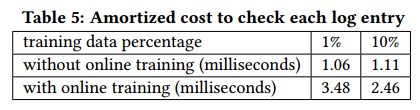 Table 5: Amortized cost to check each log entry
training data percentage 1% 10%
without online training (milliseconds) 1.06 1.11
with online training (milliseconds) 3.48 2.46